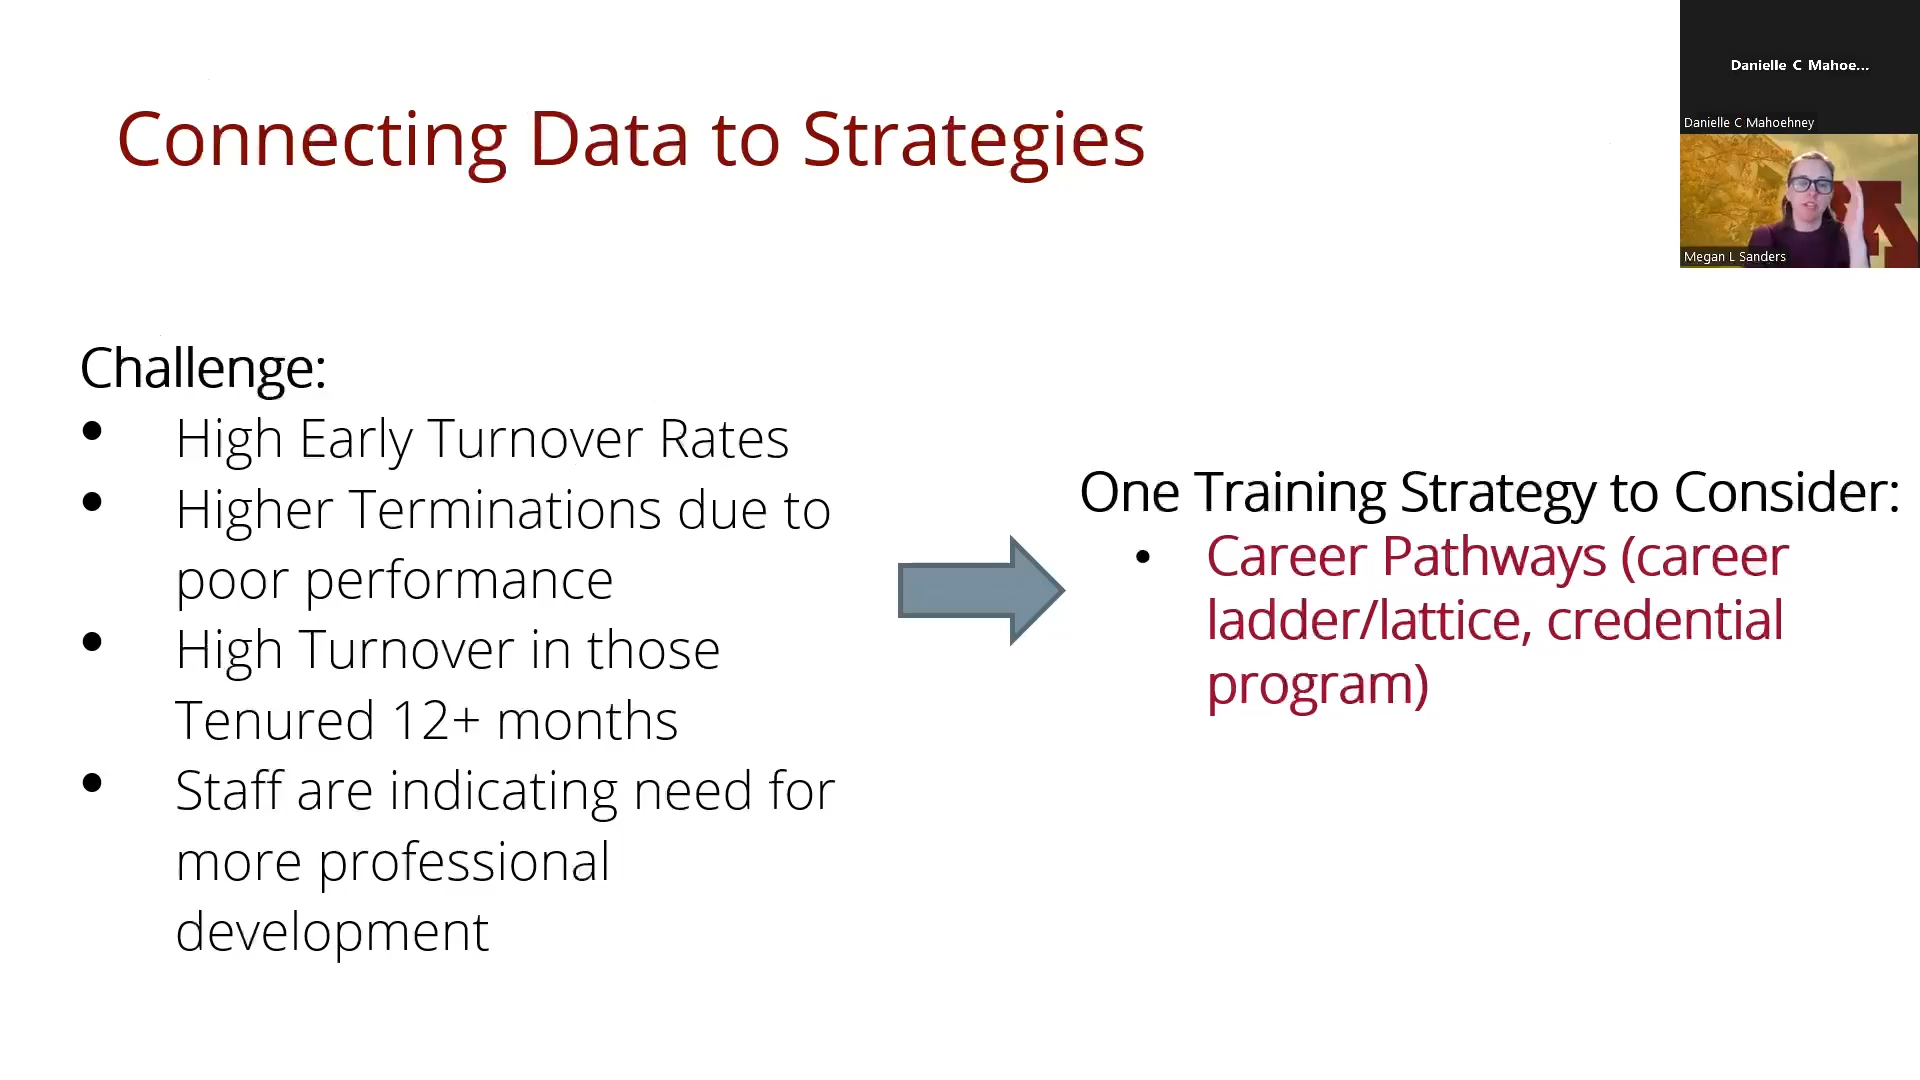 Connecting Data to Strategies
Danielle C Mahoe...
Danielle C Mahoehney
Megan L Sanders
Challenge:
• High Early Turnover Rates
• Higher Terminations due to
poor performance
• High Turnover in those
Tenured 12+ months
• Staff are indicating need for
more professional
development
One Training Strategy to Consider:
• Career Pathways (career
ladder/lattice, credential
program)